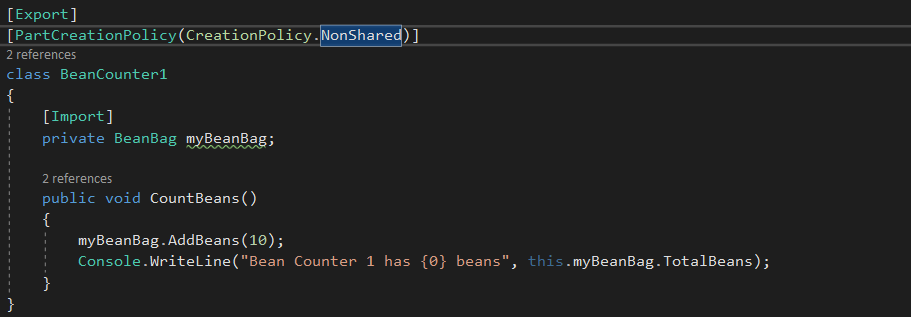 [Export]
[PartCreationPolicy(CreationPolicy.NonShared)]
2 references
class BeanCounter1
{
[Import]
private BeanBag myBeanBag;
2 references
public void CountBeans()
{
myBeanBag.AddBeans(10);
Console.WriteLine("Bean Counter 1 has {0} beans", this.myBeanBag.TotalBeans);
}
}